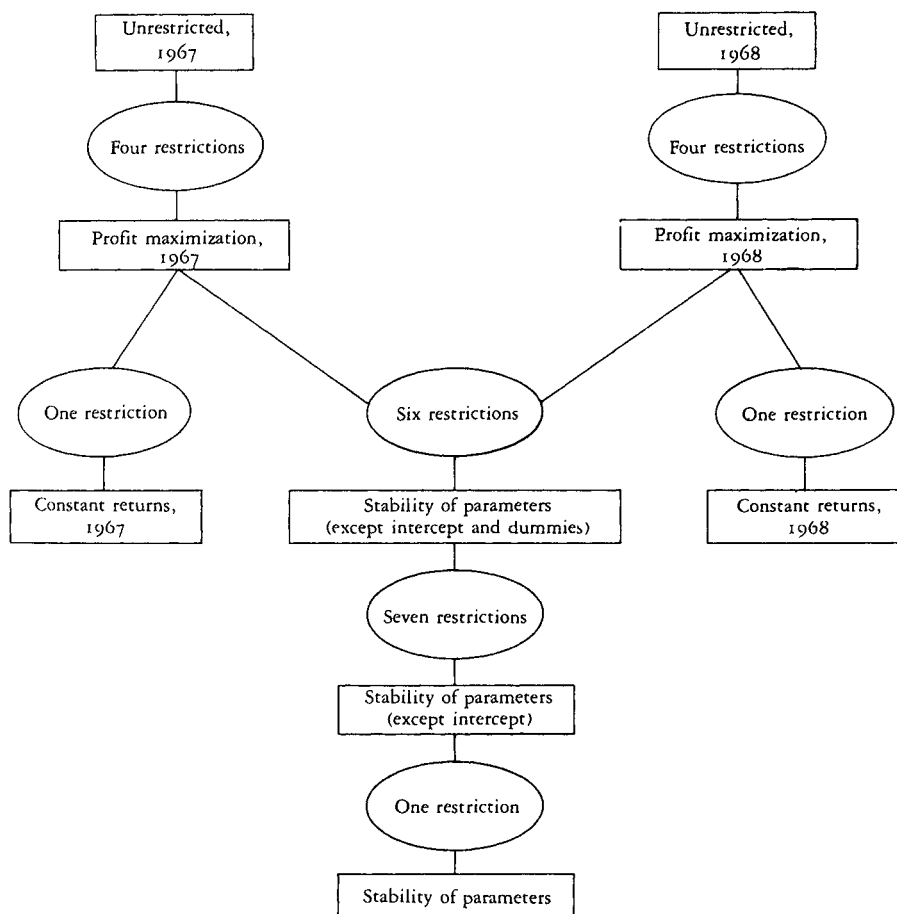 Unrestricted,
1967
Unrestricted,
1968
Four restrictions
Four restrictions
Profit maximization,
1967
Profit maximization,
1968
One restriction
Six restrictions
One restriction
Constant returns,
1967
Stability of parameters
(except intercept and dummies)
Constant returns,
1968
Seven restrictions
Stability of parameters
(except intercept)
One restriction
Stability of parameters